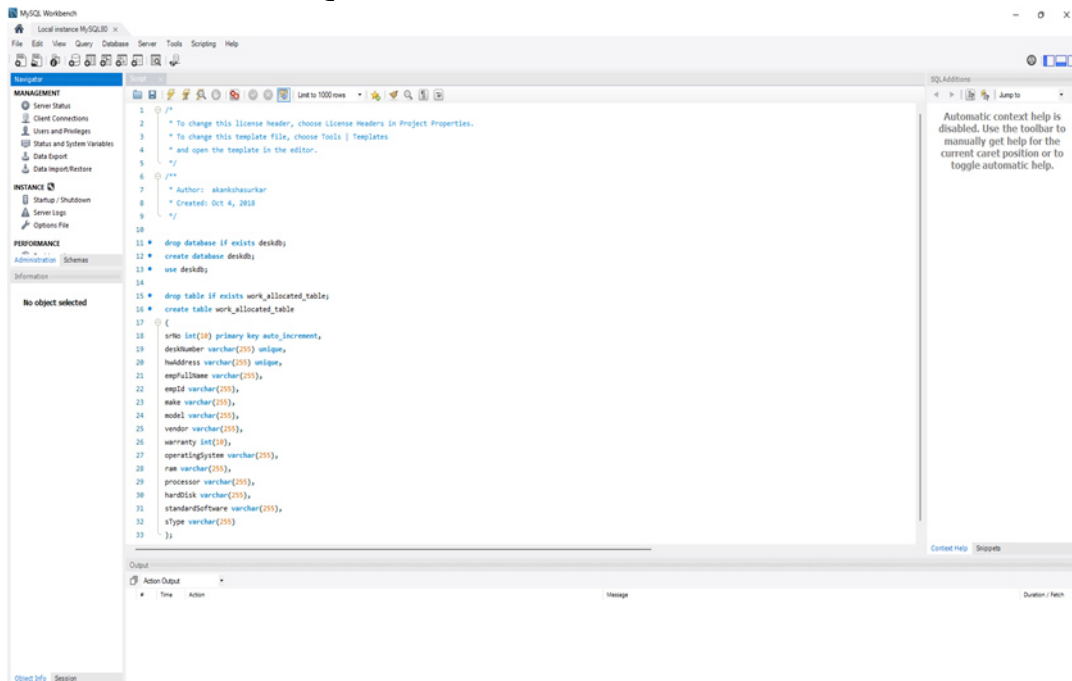 MySQL Workbench
Local instance MySQL80 ×
File Edit View Query Database Server Tools Scripting Help
Navigator
MANAGEMENT
Server Status
Client Connections
Users and Privileges
Status and System Variables
Data Export
Data Import/Restore
INSTANCE
Startup / Shutdown
Server Logs
Options File
PERFORMANCE
Administration Schemas
Information
No object selected
Object Info Session
Script ×
Limit to 1000 rows
1 /*
2 * To change this license header, choose License Headers in Project Properties.
3 * To change this template file, choose Tools | Templates
4 * and open the template in the editor.
5 */
6 /**
7 * Author: akankshasurkar
8 * Created: Oct 4, 2018
9 */
10
11 drop database if exists deskdb;
12 create database deskdb;
13 use deskdb;
14
15 drop table if exists work_allocated_table;
16 create table work_allocated_table
17 (
18 srNo int(10) primary key auto_increment,
19 deskNumber varchar(255) unique,
20 hwAddress varchar(255) unique,
21 empFullName varchar(255),
22 empId varchar(255),
23 make varchar(255),
24 model varchar(255),
25 vendor varchar(255),
26 warranty int(10),
27 operatingSystem varchar(255),
28 ram varchar(255),
29 processor varchar(255),
30 hardDisk varchar(255),
31 standardSoftware varchar(255),
32 sType varchar(255)
33 );
Output
Action Output
# Time Action Message Duration / Fetch
SQLAdditions
Jump to
Automatic context help is
disabled. Use the toolbar to
manually get help for the
current caret position or to
toggle automatic help.
Context Help Snippets